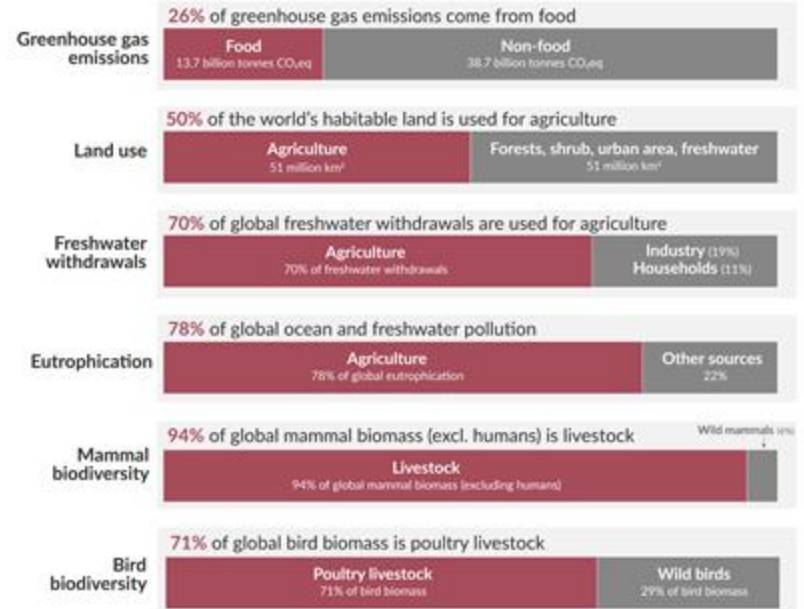 26% of greenhouse gas emissions come from food
Greenhouse gas
emissions
Food
13.7 billion tonnes CO₂eq
Non-food
38.7 billion tonnes CO₂eq
50% of the world's habitable land is used for agriculture
Land use
Agriculture
51 million km²
Forests, shrub, urban area, freshwater
51 million km²
70% of global freshwater withdrawals are used for agriculture
Freshwater
withdrawals
Agriculture
70% of freshwater withdrawals
Industry (19%)
Households (11%)
78% of global ocean and freshwater pollution
Eutrophication
Agriculture
78% of global eutrophication
Other sources
22%
94% of global mammal biomass (excl. humans) is livestock
Wild mammals (6%)
Mammal
biodiversity
Livestock
94% of global mammal biomass (excluding humans)
71% of global bird biomass is poultry livestock
Bird
biodiversity
Poultry livestock
71% of bird biomass
Wild birds
29% of bird biomass